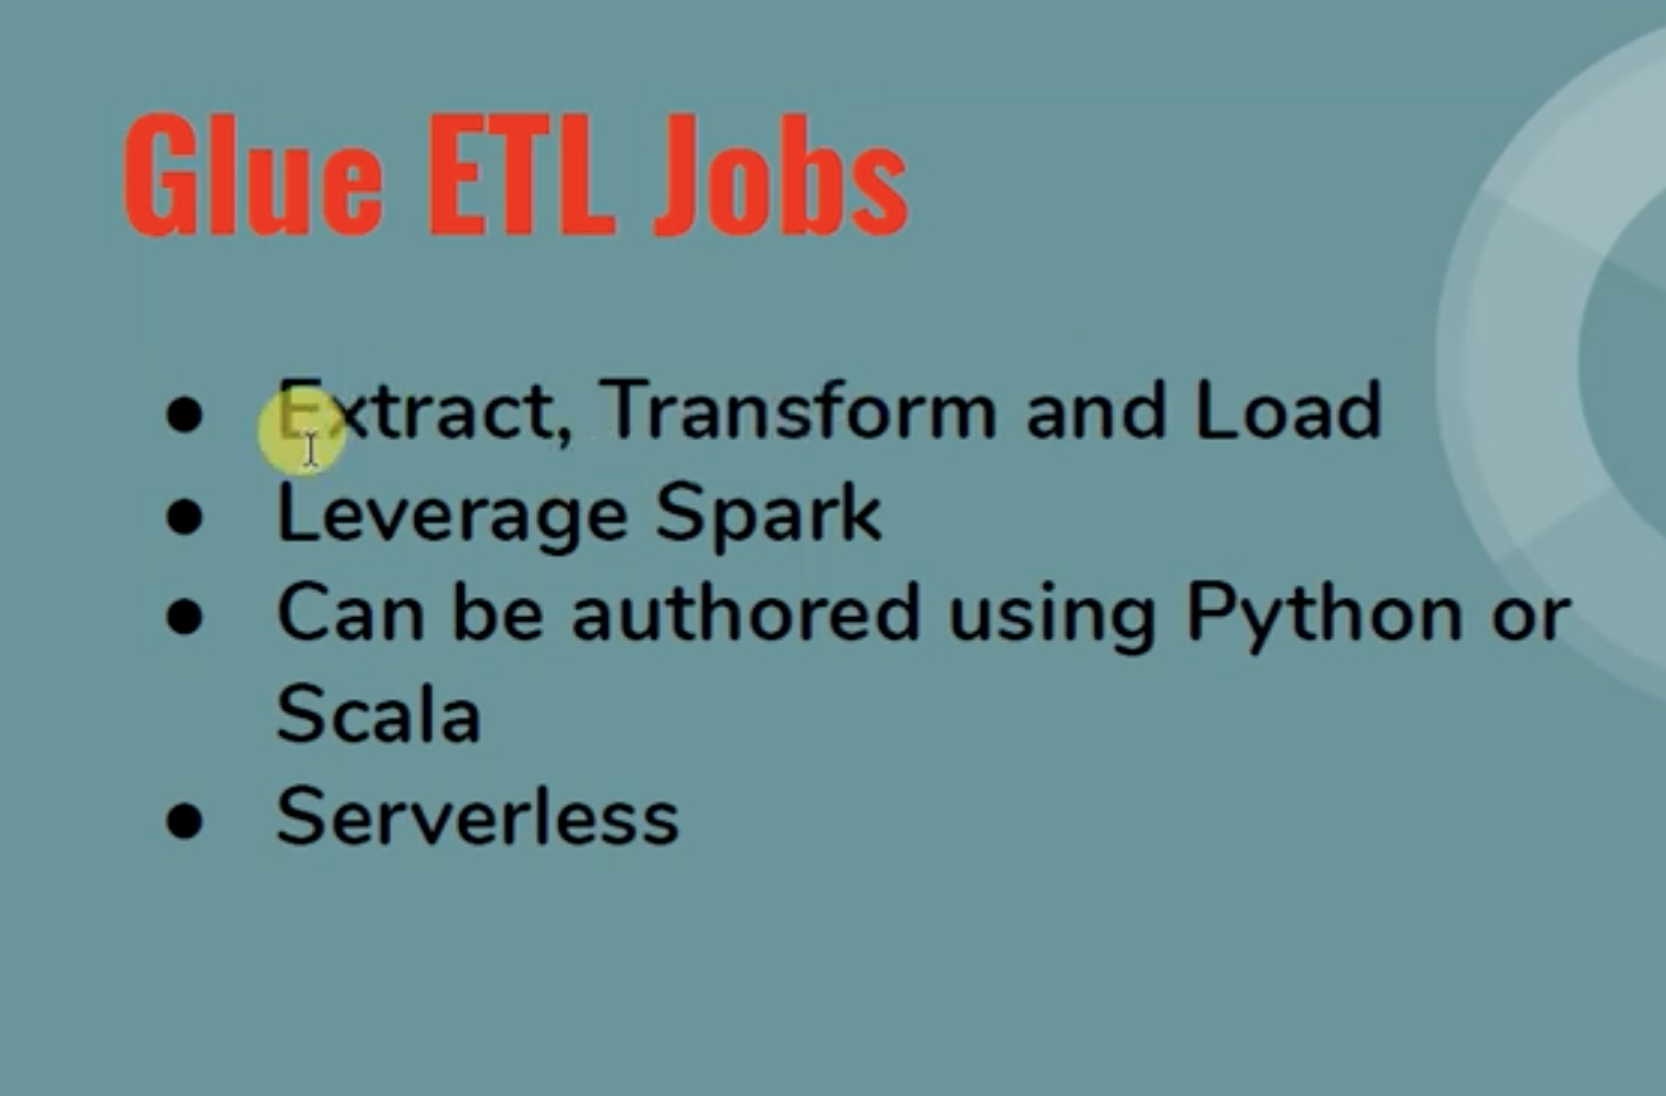 Glue ETL Jobs
● Extract, Transform and Load
● Leverage Spark
● Can be authored using Python or
Scala
● Serverless